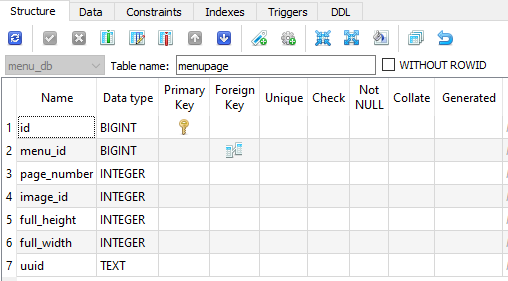 Structure Data Constraints Indexes Triggers DDL
menu_db Table name: menupage WITHOUT ROWID
Name Data type Primary Key Foreign Key Unique Check Not NULL Collate Generated
1 id BIGINT
2 menu_id BIGINT
3 page_number INTEGER
4 image_id INTEGER
5 full_height INTEGER
6 full_width INTEGER
7 uuid TEXT